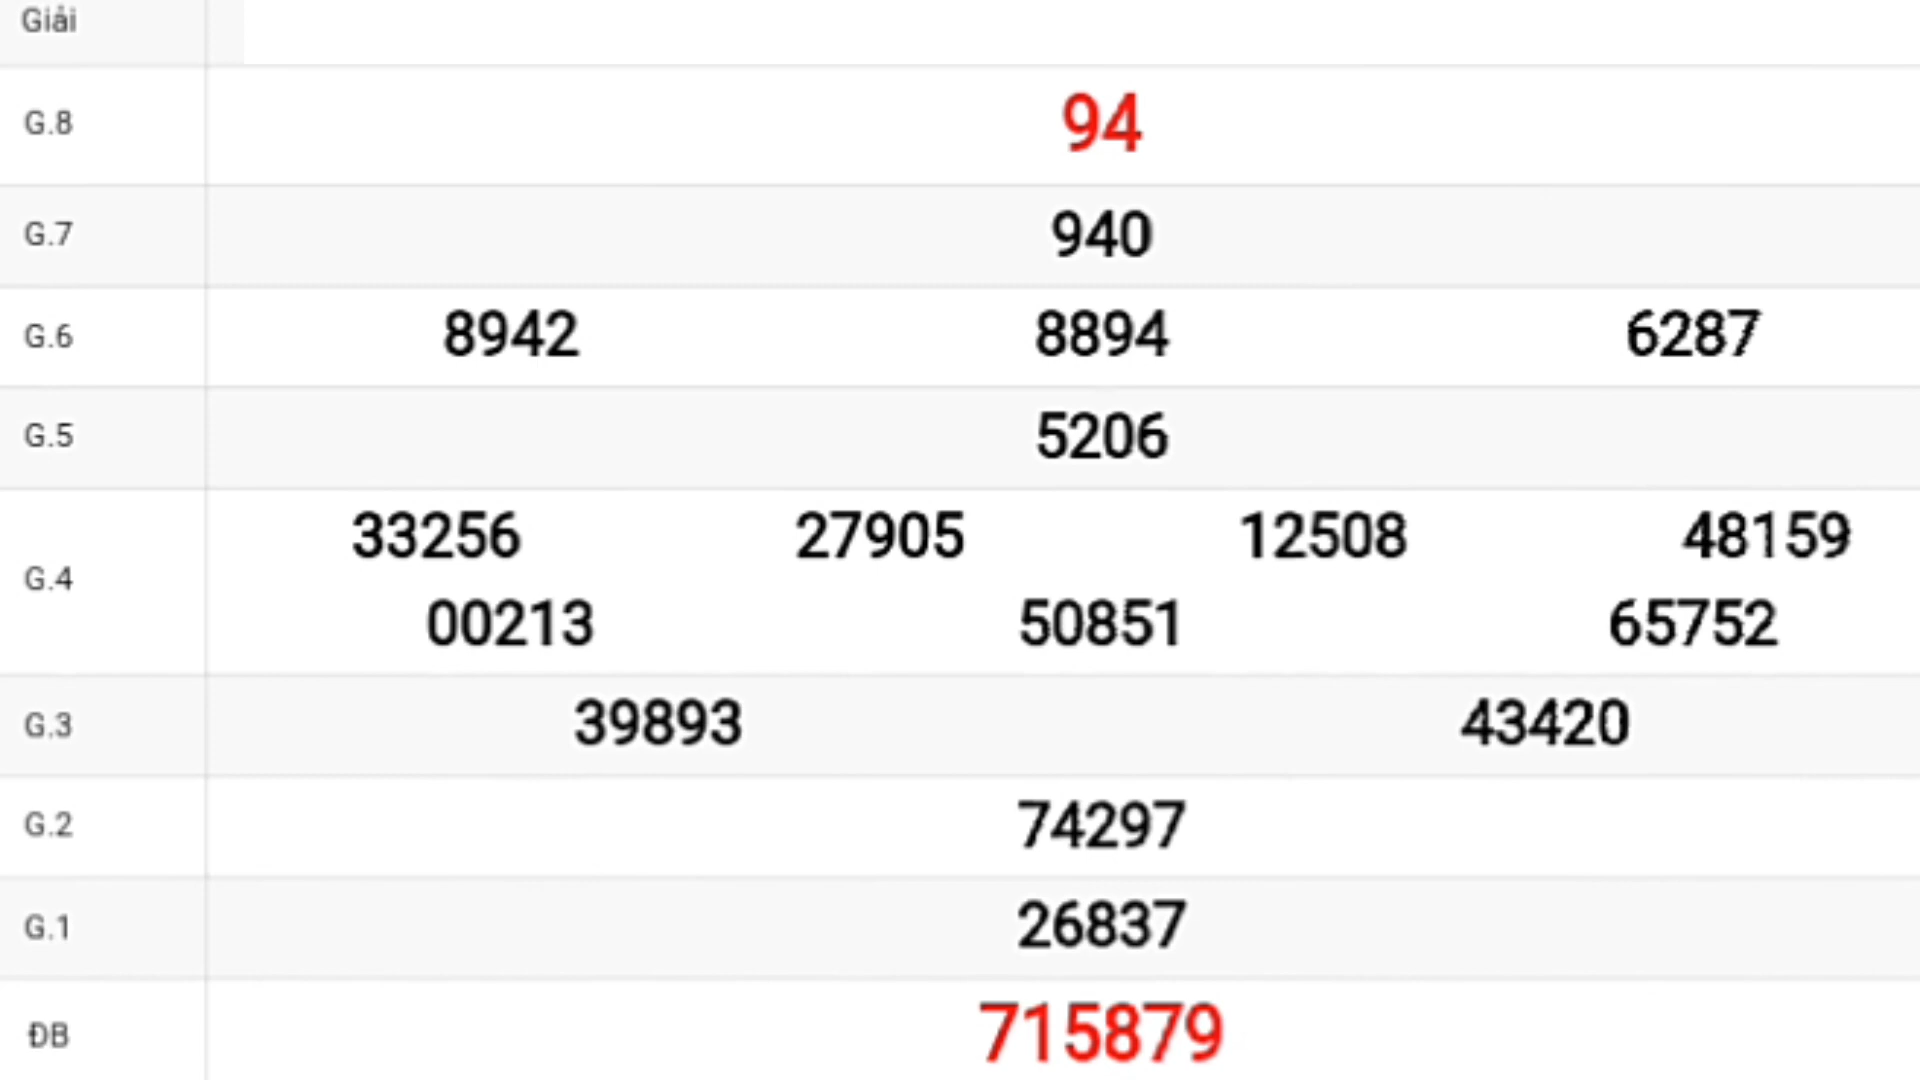 Giải
G.8 94
G.7 940
G.6 8942 8894 6287
G.5 5206
G.4 33256 27905 12508 48159
00213 50851 65752
G.3 39893 43420
G.2 74297
G.1 26837
ĐB 715879